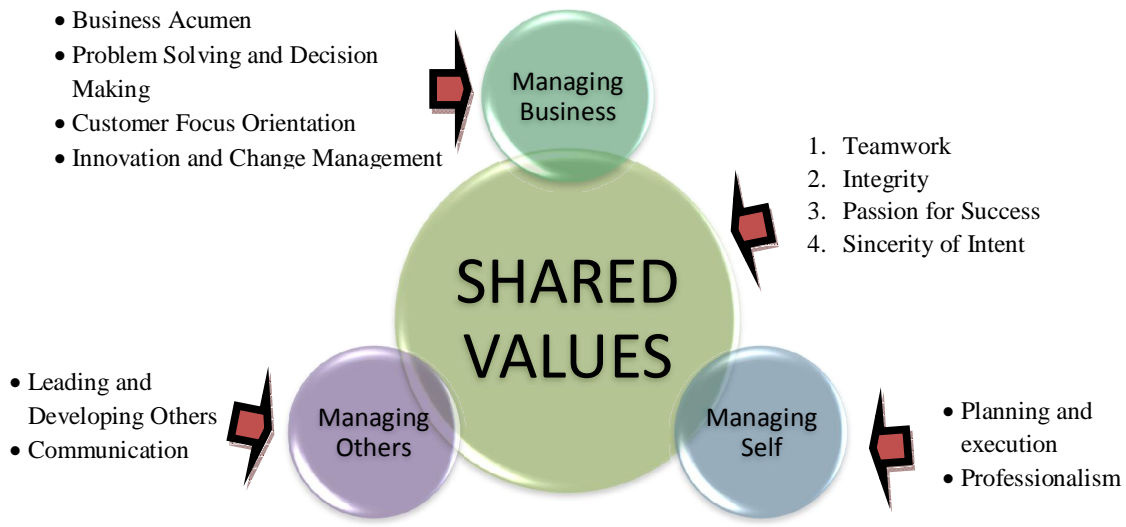 • Business Acumen
• Problem Solving and Decision
Making
• Customer Focus Orientation
• Innovation and Change Management
Managing
Business
1. Teamwork
2. Integrity
3. Passion for Success
4. Sincerity of Intent
SHARED
VALUES
• Leading and
Developing Others
• Communication
Managing
Others
Managing
Self
• Planning and
execution
• Professionalism